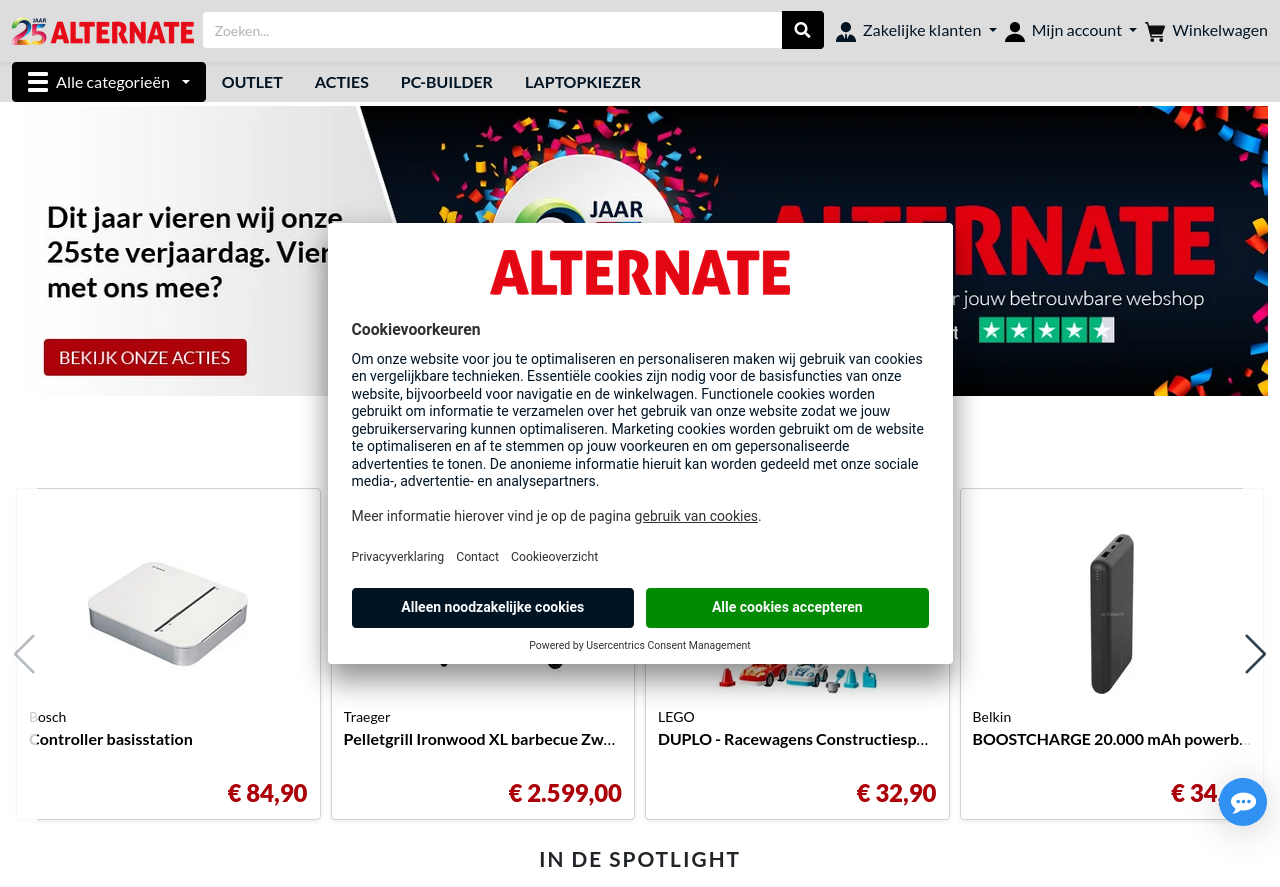 25 JAAR ALTERNATE
Zoeken...
Zakelijke klanten
Mijn account
Winkelwagen
Alle categorieën
OUTLET
ACTIES
PC-BUILDER
LAPTOPKIEZER
Dit jaar vieren wij onze
25ste verjaardag. Vier
met ons mee?
BEKIJK ONZE ACTIES
JAAR
ALTERNATE
jouw betrouwbare webshop
ALTERNATE
Cookievoorkeuren
Om onze website voor jou te optimaliseren en personaliseren maken wij gebruik van cookies
en vergelijkbare technieken. Essentiële cookies zijn nodig voor de basisfuncties van onze
website, bijvoorbeeld voor navigatie en de winkelwagen. Functionele cookies worden
gebruikt om informatie te verzamelen over het gebruik van onze website zodat we jouw
gebruikerservaring kunnen optimaliseren. Marketing cookies worden gebruikt om de website
te optimaliseren en af te stemmen op jouw voorkeuren en om gepersonaliseerde
advertenties te tonen. De anonieme informatie hieruit kan worden gedeeld met onze sociale
media-, advertentie- en analysepartners.
Meer informatie hierover vind je op de pagina gebruik van cookies.
Privacyverklaring
Contact
Cookieoverzicht
Alleen noodzakelijke cookies
Alle cookies accepteren
Powered by Usercentrics Consent Management
Bosch
Controller basisstation
€ 84,90
Traeger
Pelletgrill Ironwood XL barbecue Zw...
€ 2.599,00
LEGO
DUPLO - Racewagens Constructiesp...
€ 32,90
Belkin
BOOSTCHARGE 20.000 mAh powerb...
€ 34,
IN DE SPOTLIGHT